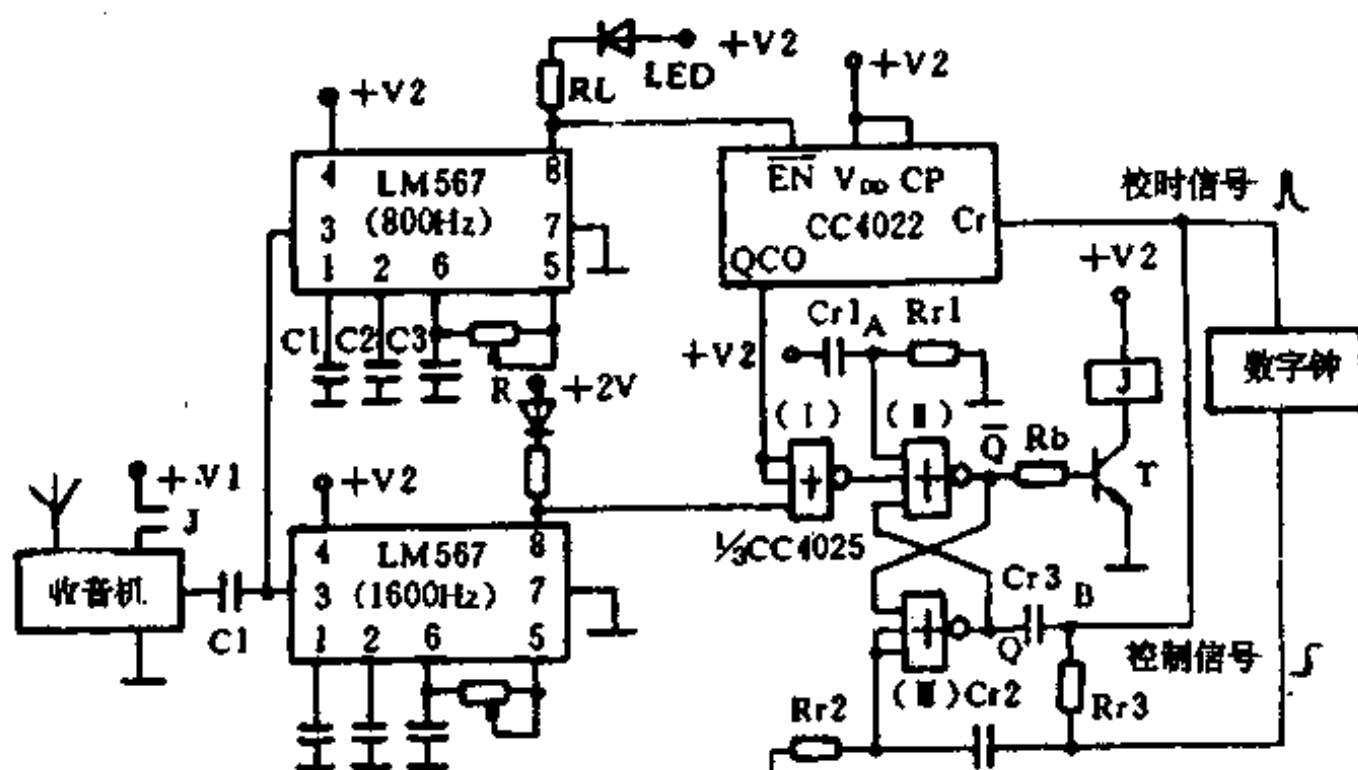 +V2
LED
+V2
RL
+V2
4
8
LM567
(800Hz)
3
7
1
2
6
5
C1
C2
C3
R
EN
VDD
CP
CC4022
Cr
QCO
校时信号
+V2
J
数字钟
Cr1
A
Rr1
+V2
(Ⅰ)
(Ⅱ)
Q
Rb
T
⅓CC4025
+2V
+V1
J
收音机
C1
+V2
4
8
LM567
(1600Hz)
3
7
1
2
6
5
Cr3
B
Q
控制信号
(Ⅲ)
Cr2
Rr2
Rr3